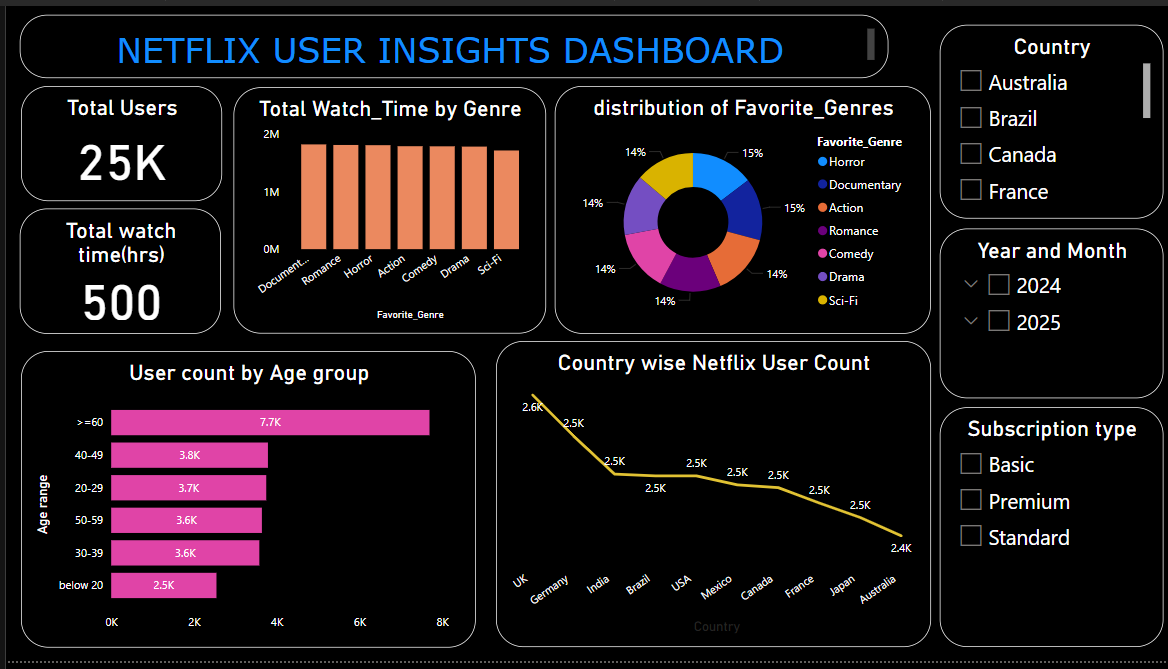 NETFLIX USER INSIGHTS DASHBOARD
Total Users
25K
Total watch
time(hrs)
500
Total Watch_Time by Genre
2M
1M
0M
Document...
Romance
Horror
Action
Comedy
Drama
Sci-Fi
Favorite_Genre
distribution of Favorite_Genres
14%
15%
14%
15%
14%
14%
14%
Favorite_Genre
Horror
Documentary
Action
Romance
Comedy
Drama
Sci-Fi
User count by Age group
Age range
>=60
7.7K
40-49
3.8K
20-29
3.7K
50-59
3.6K
30-39
3.6K
below 20
2.5K
0K
2K
4K
6K
8K
Country wise Netflix User Count
2.6K
2.5K
2.5K
2.5K
2.5K
2.5K
2.5K
2.5K
2.5K
2.4K
UK
Germany
India
Brazil
USA
Mexico
Canada
France
Japan
Australia
Country
Country
Australia
Brazil
Canada
France
Year and Month
2024
2025
Subscription type
Basic
Premium
Standard